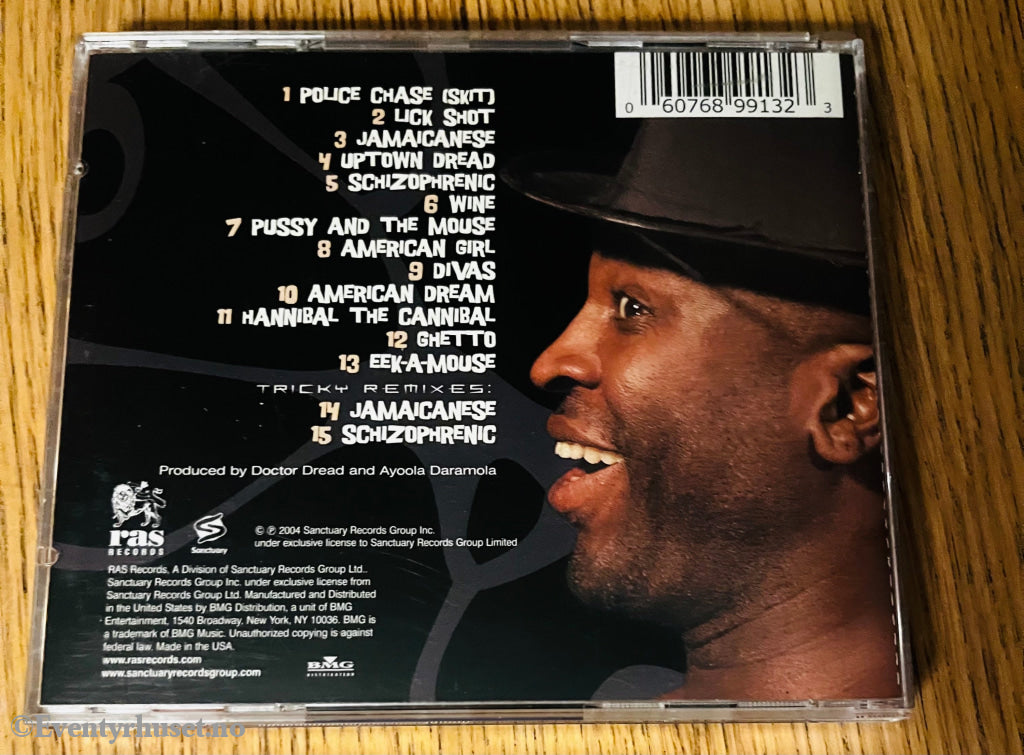 1 POLICE CHASE (SKIT)
2 LICK SHOT
3 JAMAICANESE
4 UPTOWN DREAD
5 SCHIZOPHRENIC
6 WINE
7 PUSSY AND THE MOUSE
8 AMERICAN GIRL
9 DIVAS
10 AMERICAN DREAM
11 HANNIBAL THE CANNIBAL
12 GHETTO
13 EEK-A-MOUSE
TRICKY REMIXES:
14 JAMAICANESE
15 SCHIZOPHRENIC
Produced by Doctor Dread and Ayoola Daramola
0 60768 99132 3
ras
RECORDS
Sanctuary
© ℗ 2004 Sanctuary Records Group Inc.
under exclusive license to Sanctuary Records Group Limited
RAS Records, A Division of Sanctuary Records Group Ltd..
Sanctuary Records Group Inc. under exclusive license from
Sanctuary Records Group Ltd. Manufactured and Distributed
in the United States by BMG Distribution, a unit of BMG
Entertainment, 1540 Broadway, New York, NY 10036. BMG is
a trademark of BMG Music. Unauthorized copying is against
federal law. Made in the USA.
www.rasrecords.com
www.sanctuaryrecordsgroup.com
BMG
DISTRIBUTION
©Eventyrhuset.no